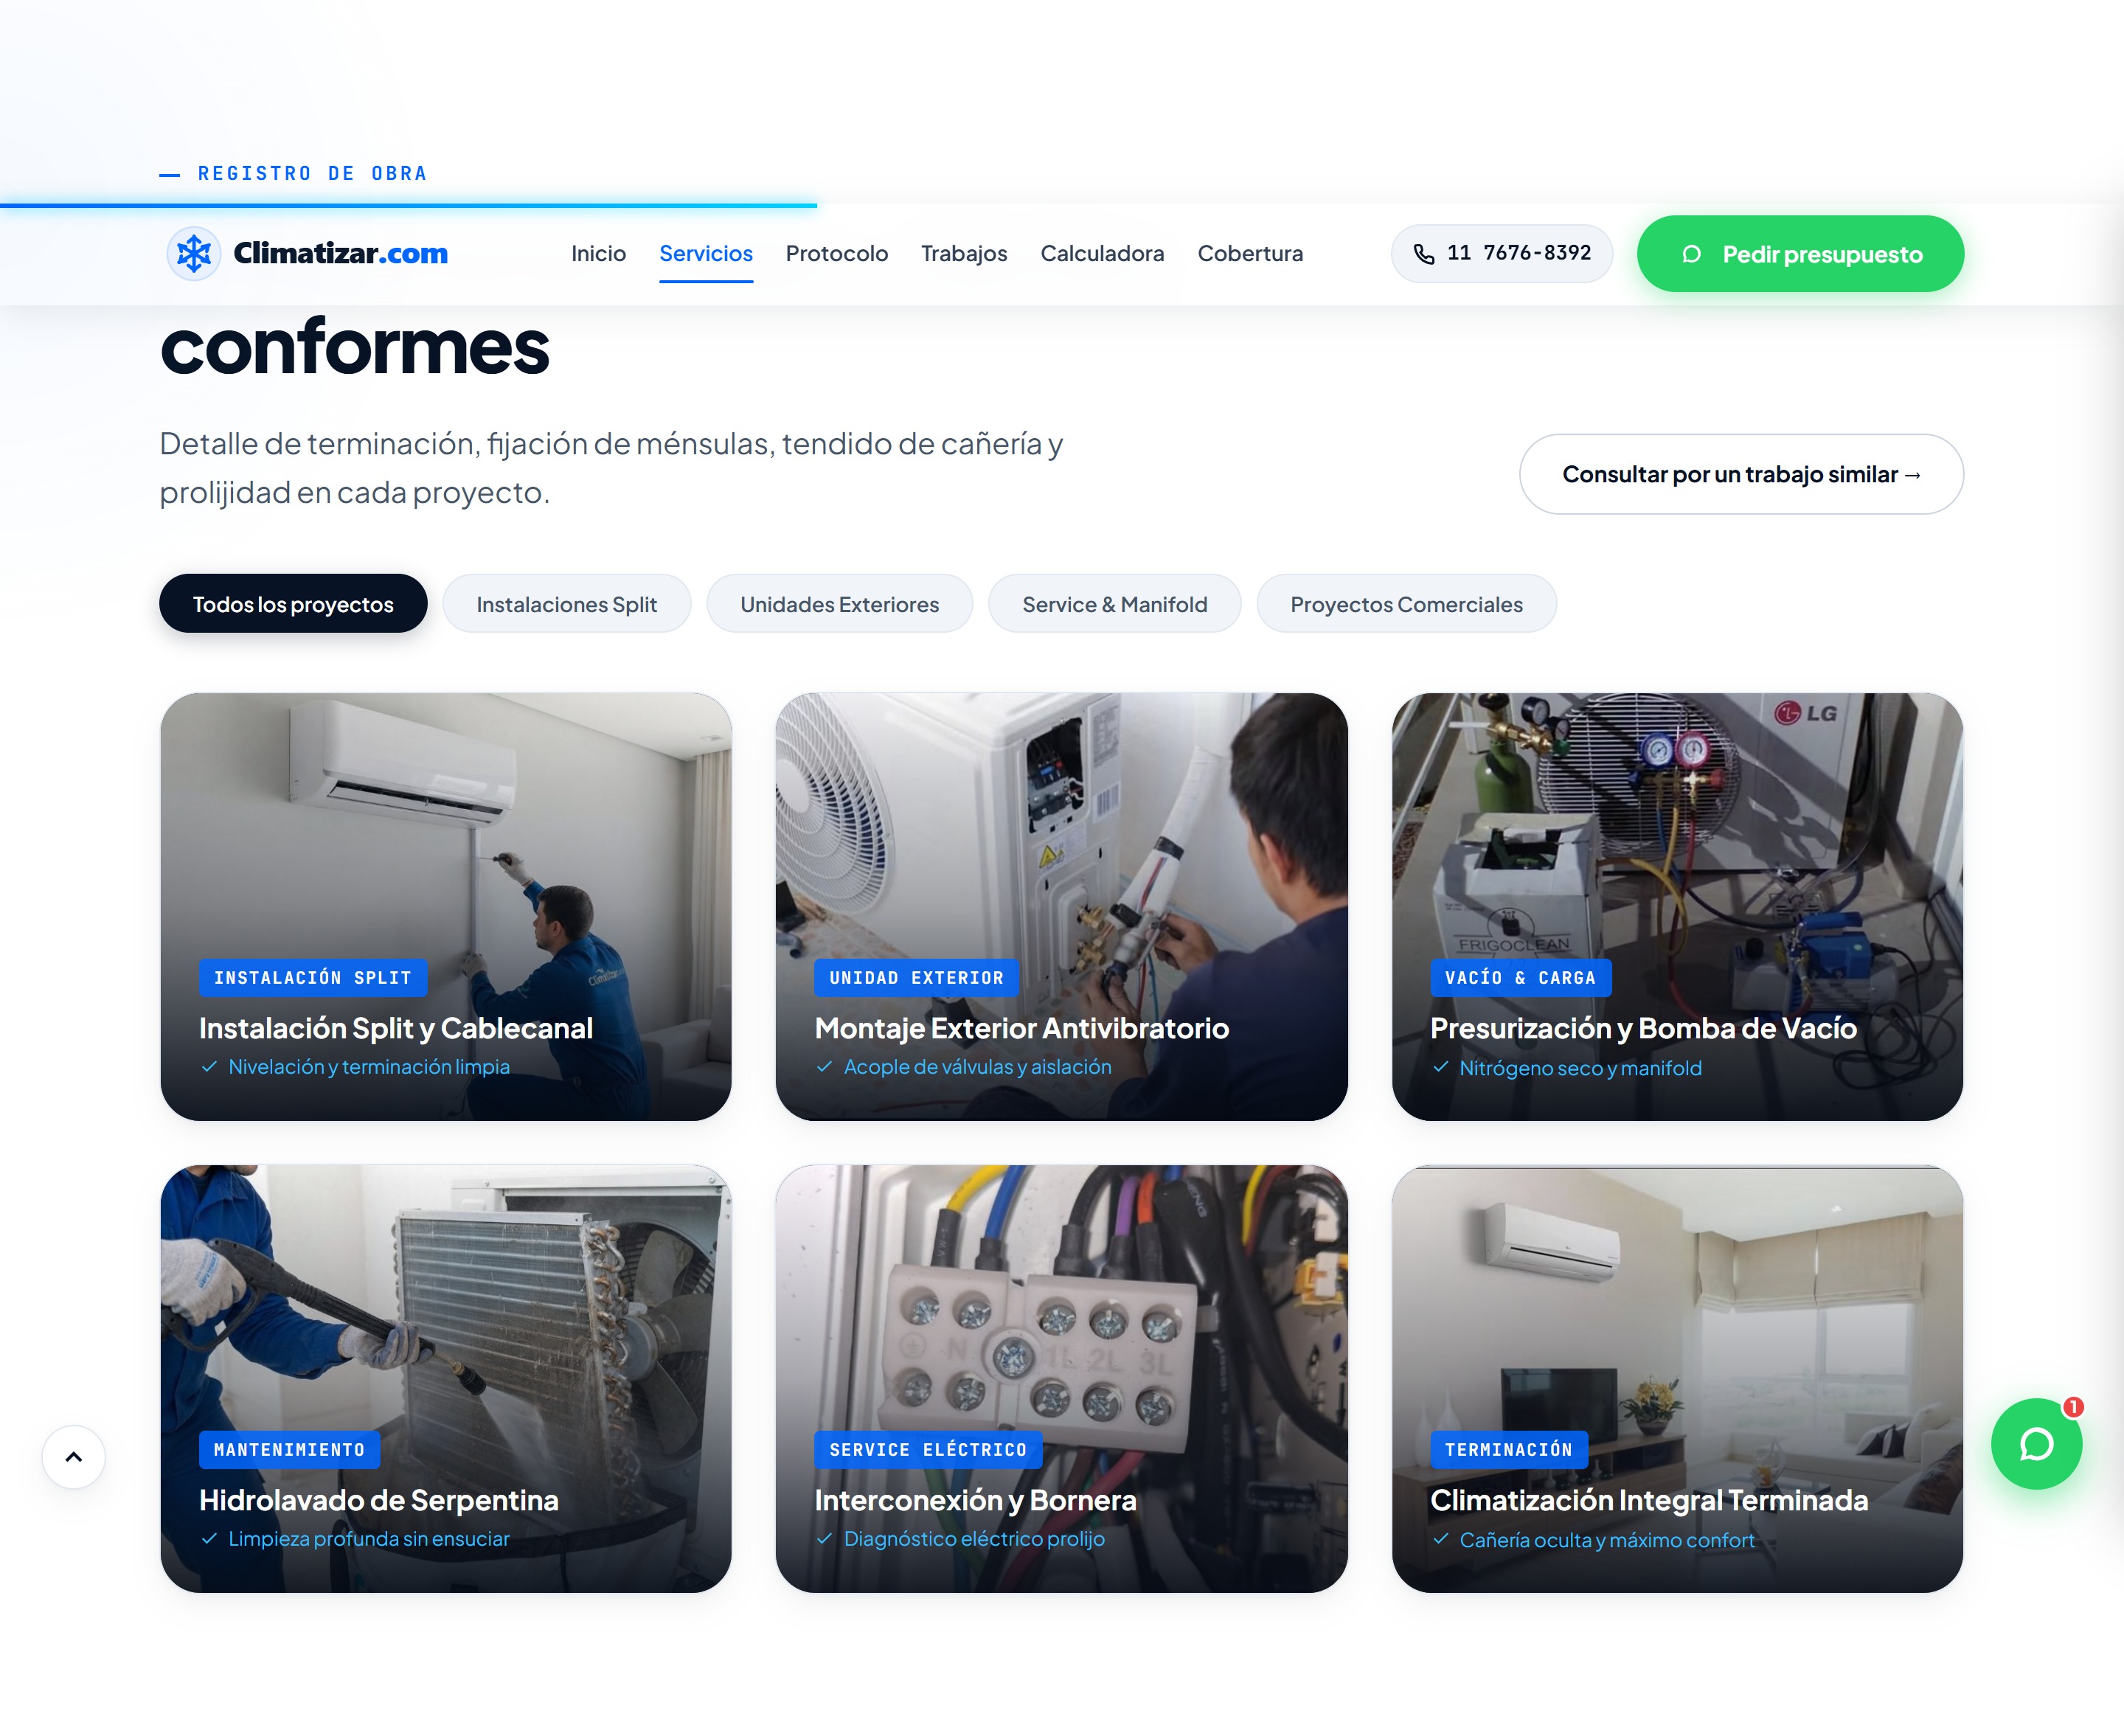 REGISTRO DE OBRA
Climatizar.com
Inicio
Servicios
Protocolo
Trabajos
Calculadora
Cobertura
11 7676-8392
Pedir presupuesto
conformes
Detalle de terminación, fijación de ménsulas, tendido de cañería y
prolijidad en cada proyecto.
Consultar por un trabajo similar →
Todos los proyectos
Instalaciones Split
Unidades Exteriores
Service & Manifold
Proyectos Comerciales
INSTALACIÓN SPLIT
Instalación Split y Cablecanal
Nivelación y terminación limpia
UNIDAD EXTERIOR
Montaje Exterior Antivibratorio
Acople de válvulas y aislación
LG
FRIGOCLEAN
VACÍO & CARGA
Presurización y Bomba de Vacío
Nitrógeno seco y manifold
MANTENIMIENTO
Hidrolavado de Serpentina
Limpieza profunda sin ensuciar
N 1L 2L 3L
SERVICE ELÉCTRICO
Interconexión y Bornera
Diagnóstico eléctrico prolijo
TERMINACIÓN
Climatización Integral Terminada
Cañería oculta y máximo confort
1